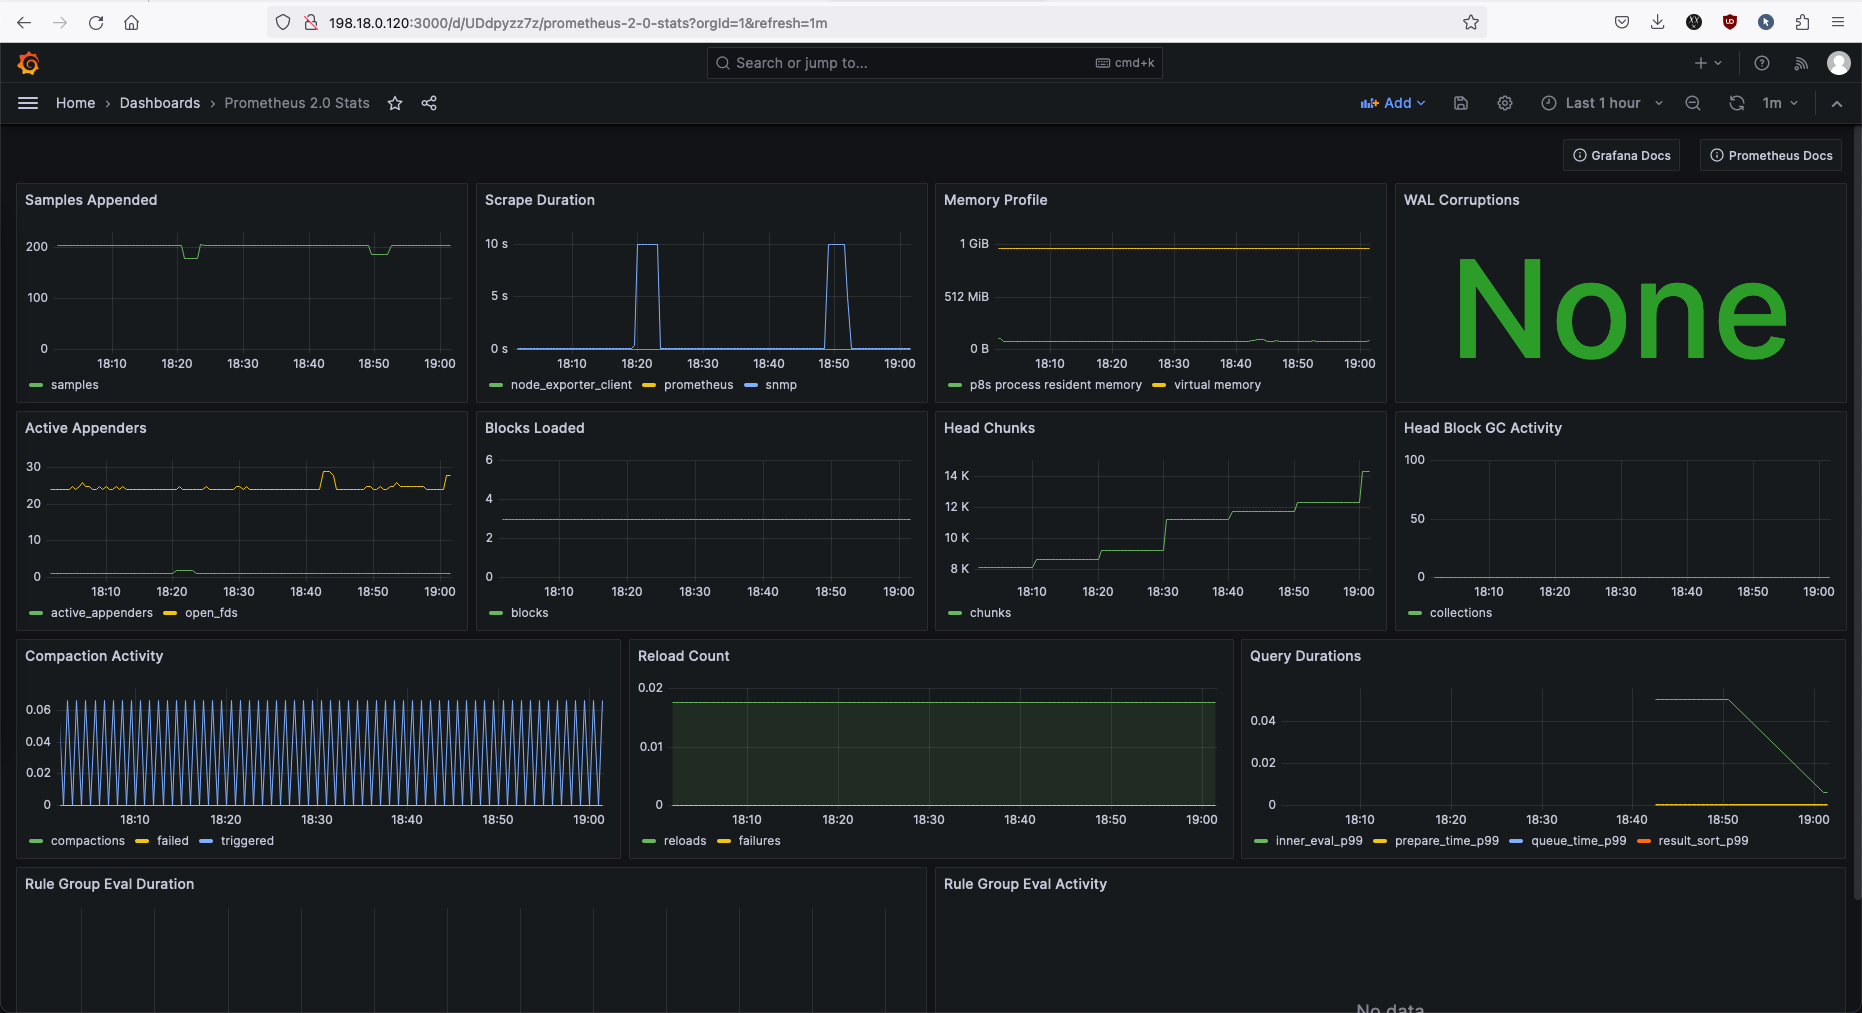 198.18.0.120:3000/d/UDdpyzz7z/prometheus-2-0-stats?orgId=1&refresh=1m
Search or jump to... cmd+k
Home › Dashboards › Prometheus 2.0 Stats Add Last 1 hour 1m
Grafana Docs Prometheus Docs
Samples Appended
200
100
0
18:10 18:20 18:30 18:40 18:50 19:00
samples
Scrape Duration
10 s
5 s
0 s
18:10 18:20 18:30 18:40 18:50 19:00
node_exporter_client prometheus snmp
Memory Profile
1 GiB
512 MiB
0 B
18:10 18:20 18:30 18:40 18:50 19:00
p8s process resident memory virtual memory
WAL Corruptions
None
Active Appenders
30
20
10
0
18:10 18:20 18:30 18:40 18:50 19:00
active_appenders open_fds
Blocks Loaded
6
4
2
0
18:10 18:20 18:30 18:40 18:50 19:00
blocks
Head Chunks
14 K
12 K
10 K
8 K
18:10 18:20 18:30 18:40 18:50 19:00
chunks
Head Block GC Activity
100
50
0
18:10 18:20 18:30 18:40 18:50 19:00
collections
Compaction Activity
0.06
0.04
0.02
0
18:10 18:20 18:30 18:40 18:50 19:00
compactions failed triggered
Reload Count
0.02
0.01
0
18:10 18:20 18:30 18:40 18:50 19:00
reloads failures
Query Durations
0.04
0.02
0
18:10 18:20 18:30 18:40 18:50 19:00
inner_eval_p99 prepare_time_p99 queue_time_p99 result_sort_p99
Rule Group Eval Duration
Rule Group Eval Activity
No data